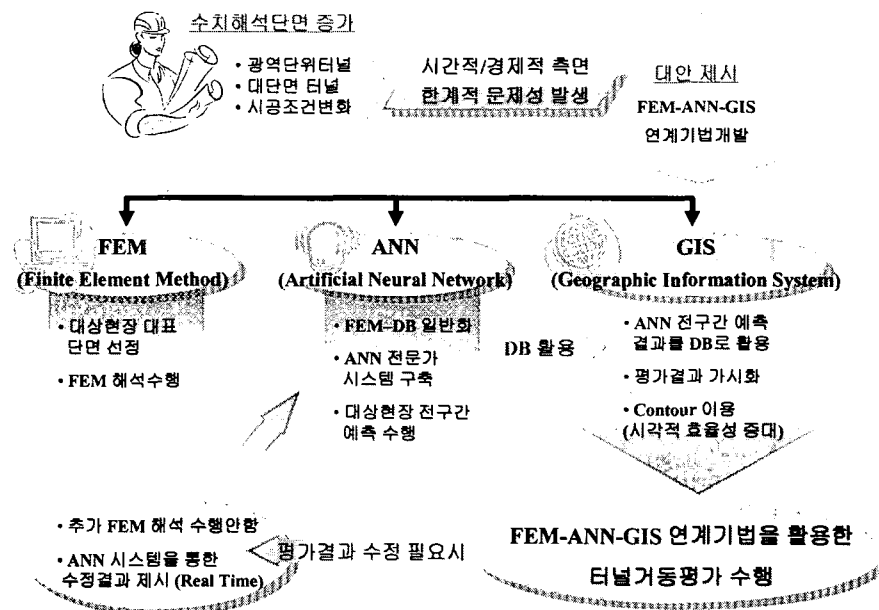 수치해석단면 증가
• 광역단위터널
• 대단면 터널
• 시공조건변화
시간적/경제적 측면
한계적 문제성 발생
대안 제시
FEM-ANN-GIS
연계기법개발
FEM
(Finite Element Method)
• 대상현장 대표
단면 선정
• FEM 해석수행
ANN
(Artificial Neural Network)
• FEM-DB 일반화
• ANN 전문가
시스템 구축
• 대상현장 전구간
예측 수행
DB 활용
GIS
(Geographic Information System)
• ANN 전구간 예측
결과를 DB로 활용
• 평가결과 가시화
• Contour 이용
(시각적 효율성 증대)
• 추가 FEM 해석 수행안함
• ANN 시스템을 통한
수정결과 제시 (Real Time)
평가결과 수정 필요시
FEM-ANN-GIS 연계기법을 활용한
터널거동평가 수행